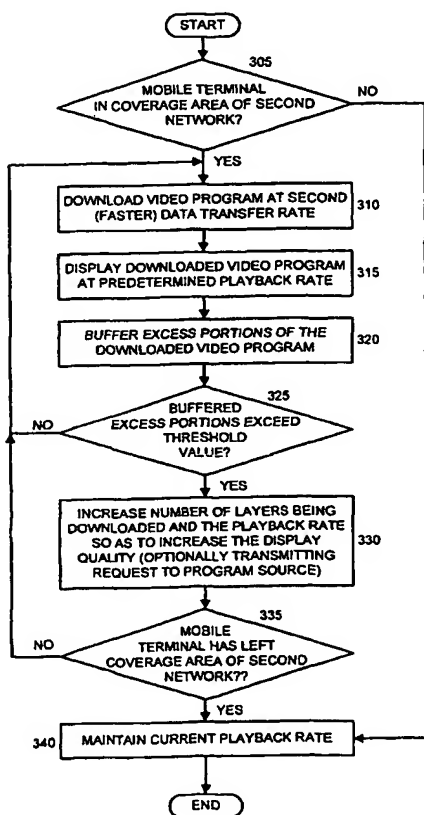 START
305
MOBILE TERMINAL
IN COVERAGE AREA OF SECOND
NETWORK?
NO
YES
DOWNLOAD VIDEO PROGRAM AT SECOND
(FASTER) DATA TRANSFER RATE
310
DISPLAY DOWNLOADED VIDEO PROGRAM
AT PREDETERMINED PLAYBACK RATE
315
BUFFER EXCESS PORTIONS OF THE
DOWNLOADED VIDEO PROGRAM
320
325
BUFFERED
EXCESS PORTIONS EXCEED
THRESHOLD
VALUE?
NO
YES
INCREASE NUMBER OF LAYERS BEING
DOWNLOADED AND THE PLAYBACK RATE
SO AS TO INCREASE THE DISPLAY
QUALITY (OPTIONALLY TRANSMITTING
REQUEST TO PROGRAM SOURCE)
330
335
MOBILE
TERMINAL HAS LEFT
COVERAGE AREA OF SECOND
NETWORK??
NO
YES
340
MAINTAIN CURRENT PLAYBACK RATE
END